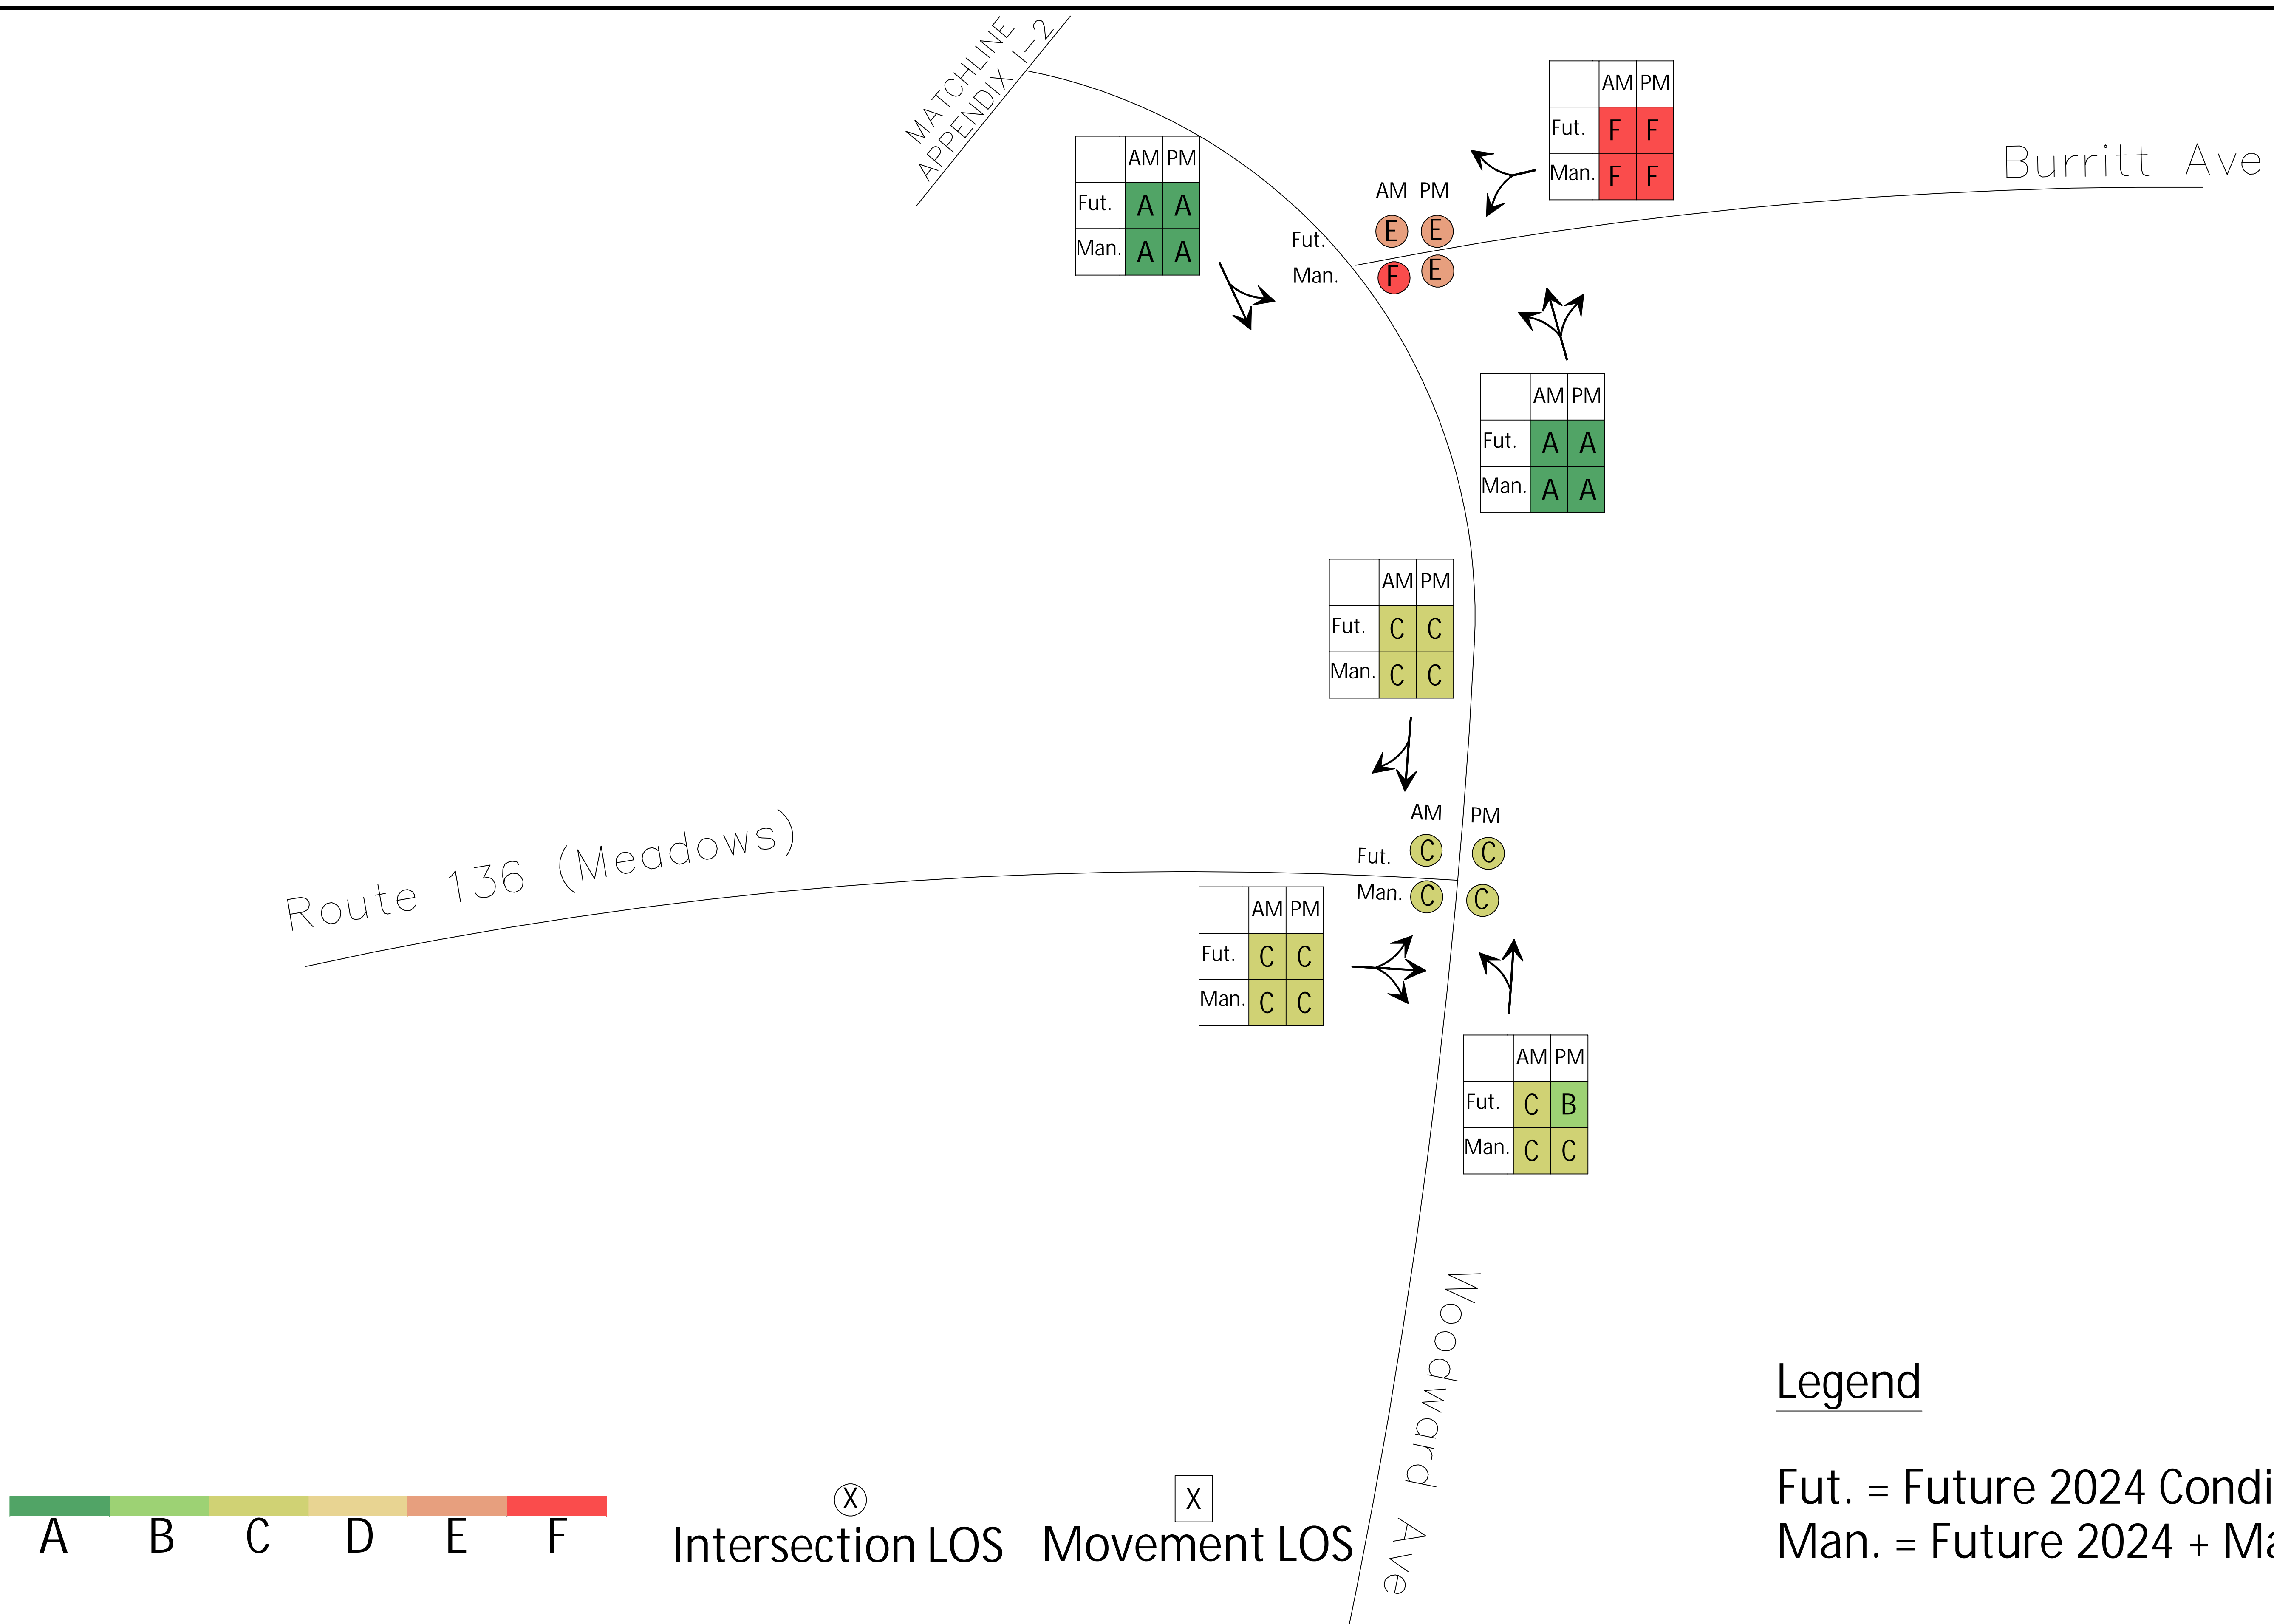 MATCHLINE
APPENDIX I-2
AM PM
Fut. F F
Man. F F
Burritt Ave
AM PM
Fut. A A
Man. A A
AM PM
Fut. E E
Man. F E
AM PM
Fut. A A
Man. A A
AM PM
Fut. C C
Man. C C
Route 136 (Meadows)
AM PM
Fut. C C
Man. C C
AM PM
Fut. C C
Man. C C
AM PM
Fut. C B
Man. C C
Woodward Ave
Legend
Fut. = Future 2024 Condi
Man. = Future 2024 + Ma
A B C D E F
X
Intersection LOS
X
Movement LOS